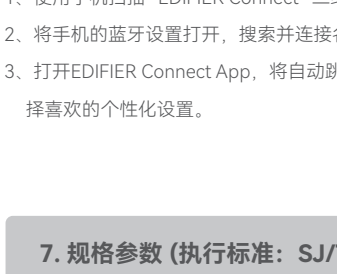 1、使用手机扫描 "EDIFIER Connect" 二
2、将手机的蓝牙设置打开，搜索并连接
3、打开EDIFIER Connect App，将自动
择喜欢的个性化设置。
7. 规格参数 (执行标准：SJ/